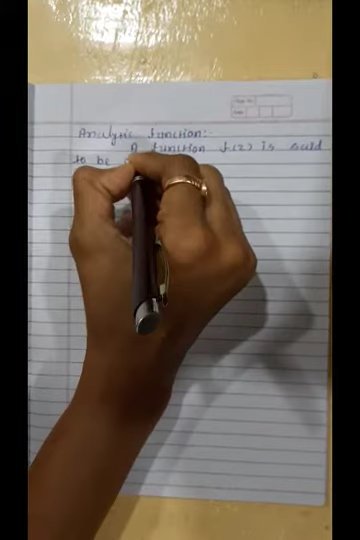 Analytic function:-
A function f(z) is said
to be